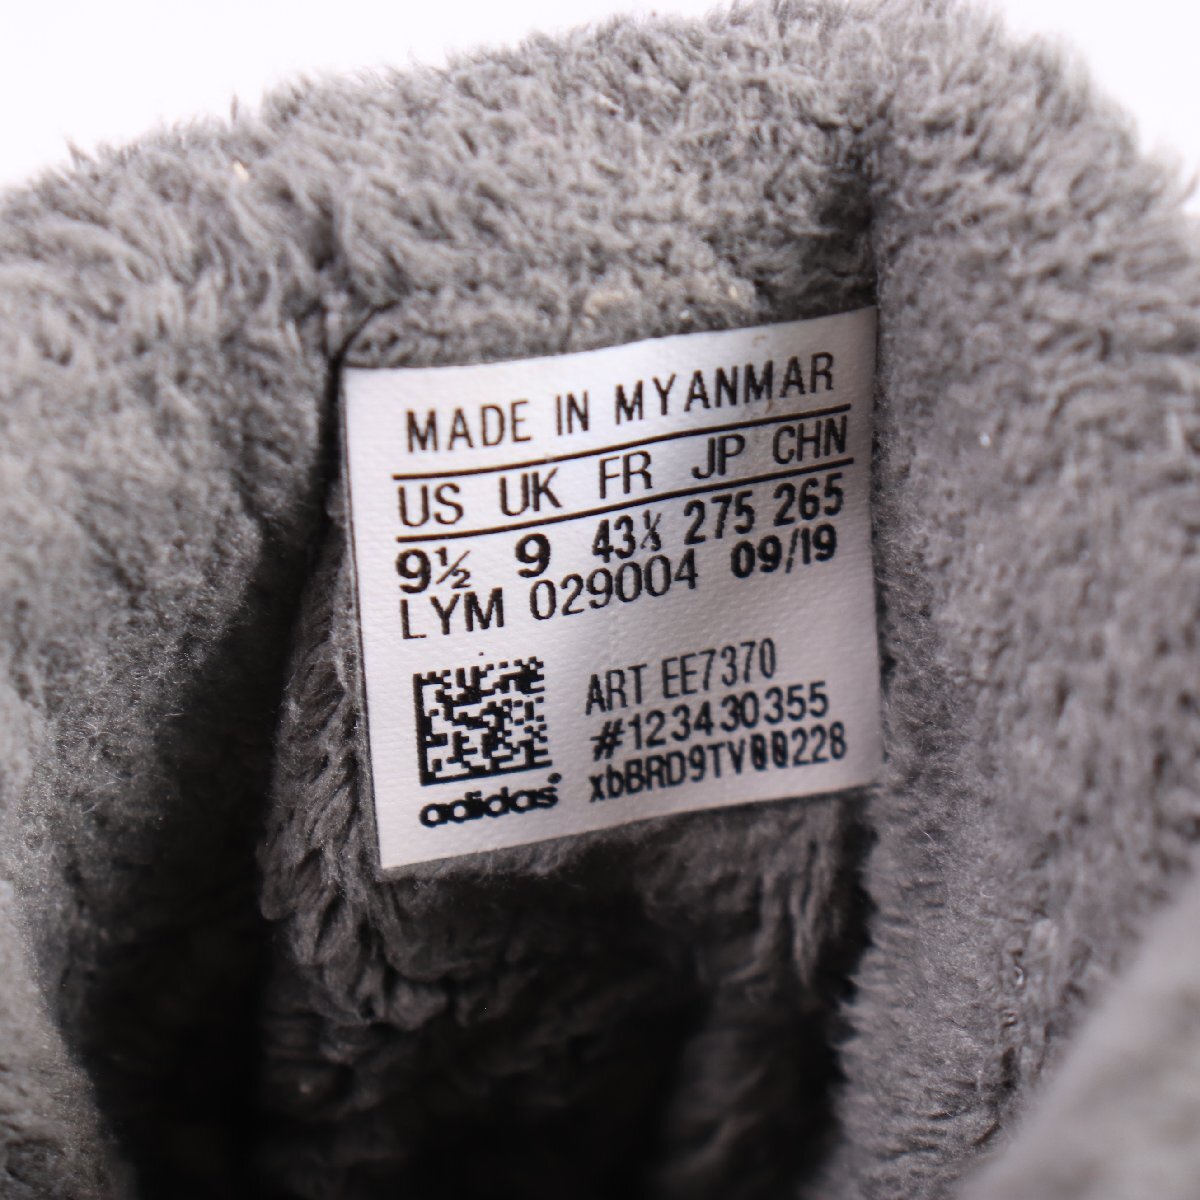 MADE IN MYANMAR
US UK FR JP CHN
9½ 9 43⅓ 275 265
LYM 029004 09/19
ART EE7370
#123430355
xbBRD9TV00228
adidas®